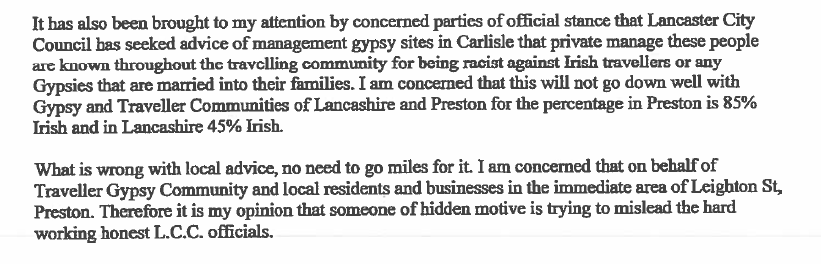 It has also been brought to my attention by concerned parties of official stance that Lancaster City
Council has seeked advice of management gypsy sites in Carlisle that private manage these people
are known throughout the travelling community for being racist against Irish travellers or any
Gypsies that are married into their families. I am concerned that this will not go down well with
Gypsy and Traveller Communities of Lancashire and Preston for the percentage in Preston is 85%
Irish and in Lancashire 45% Irish.
What is wrong with local advice, no need to go miles for it. I am concerned that on behalf of
Traveller Gypsy Community and local residents and businesses in the immediate area of Leighton St,
Preston. Therefore it is my opinion that someone of hidden motive is trying to mislead the hard
working honest L.C.C. officials.